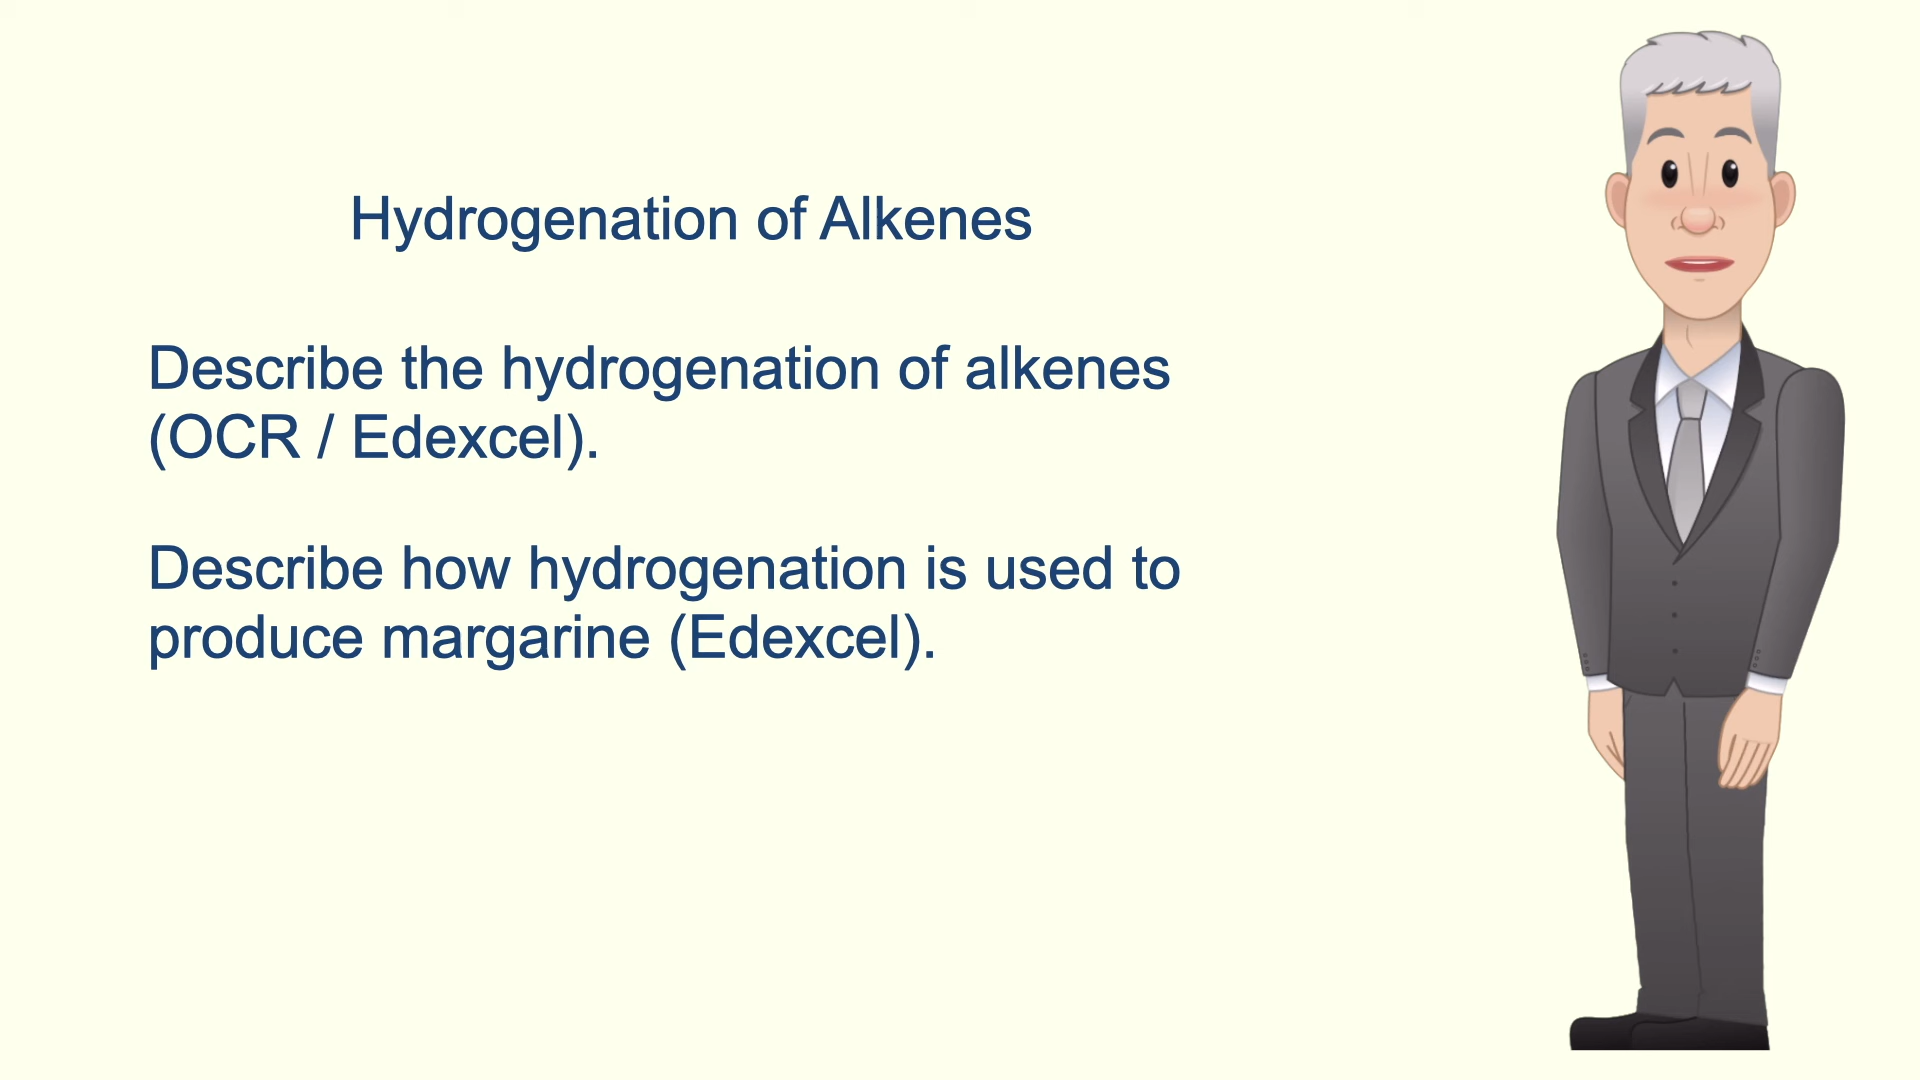 Hydrogenation of Alkenes
Describe the hydrogenation of alkenes
(OCR / Edexcel).
Describe how hydrogenation is used to
produce margarine (Edexcel).